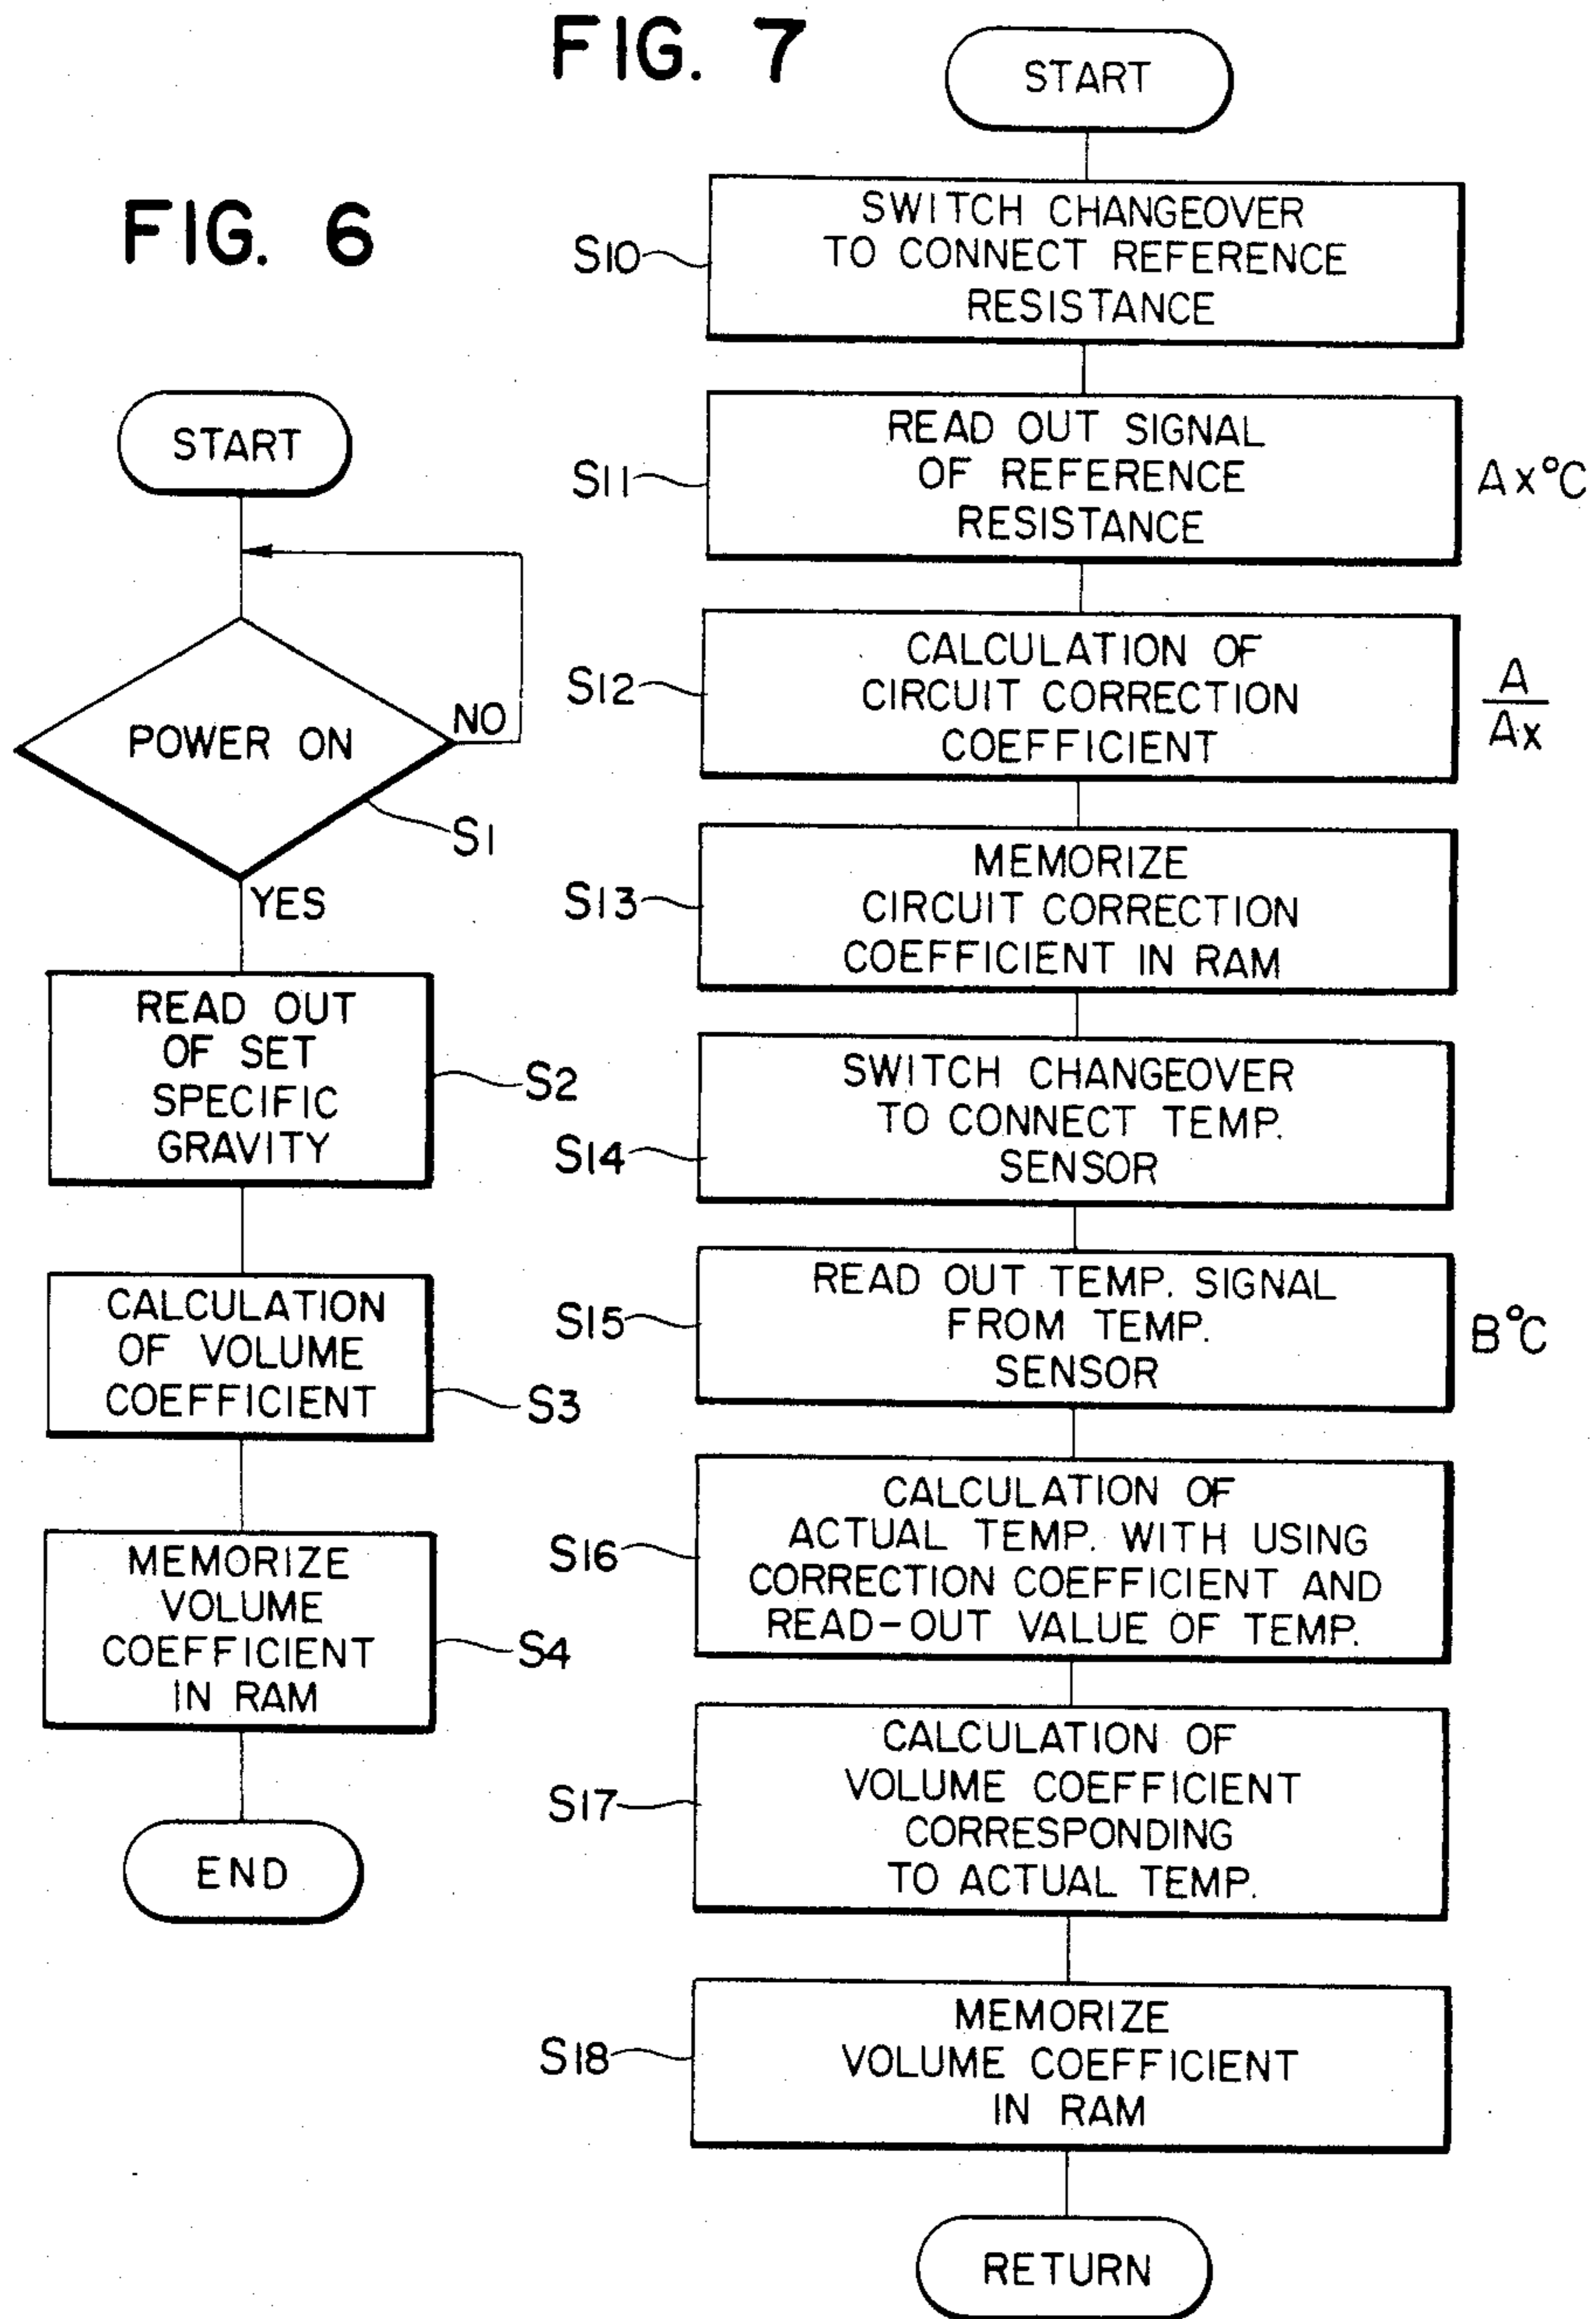 FIG. 6
START
POWER ON
NO
S1
YES
READ OUT
OF SET
SPECIFIC
GRAVITY
S2
CALCULATION
OF VOLUME
COEFFICIENT
S3
MEMORIZE
VOLUME
COEFFICIENT
IN RAM
S4
END
FIG. 7
START
S10
SWITCH CHANGEOVER
TO CONNECT REFERENCE
RESISTANCE
S11
READ OUT SIGNAL
OF REFERENCE
RESISTANCE
Ax°C
S12
CALCULATION OF
CIRCUIT CORRECTION
COEFFICIENT
A
Ax
S13
MEMORIZE
CIRCUIT CORRECTION
COEFFICIENT IN RAM
S14
SWITCH CHANGEOVER
TO CONNECT TEMP.
SENSOR
S15
READ OUT TEMP. SIGNAL
FROM TEMP.
SENSOR
B°C
S16
CALCULATION OF
ACTUAL TEMP. WITH USING
CORRECTION COEFFICIENT AND
READ-OUT VALUE OF TEMP.
S17
CALCULATION OF
VOLUME COEFFICIENT
CORRESPONDING
TO ACTUAL TEMP.
S18
MEMORIZE
VOLUME COEFFICIENT
IN RAM
RETURN